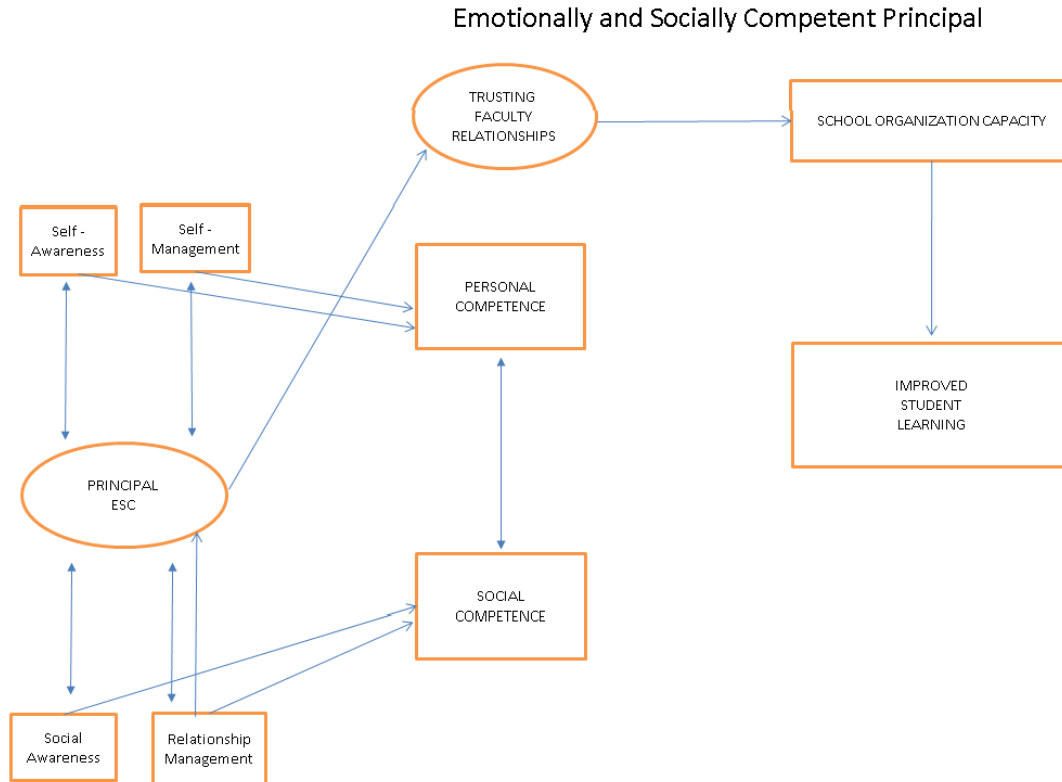 Emotionally and Socially Competent Principal
TRUSTING
FACULTY
RELATIONSHIPS
SCHOOL ORGANIZATION CAPACITY
Self -
Awareness
Self -
Management
PERSONAL
COMPETENCE
IMPROVED
STUDENT
LEARNING
PRINCIPAL
ESC
SOCIAL
COMPETENCE
Social
Awareness
Relationship
Management